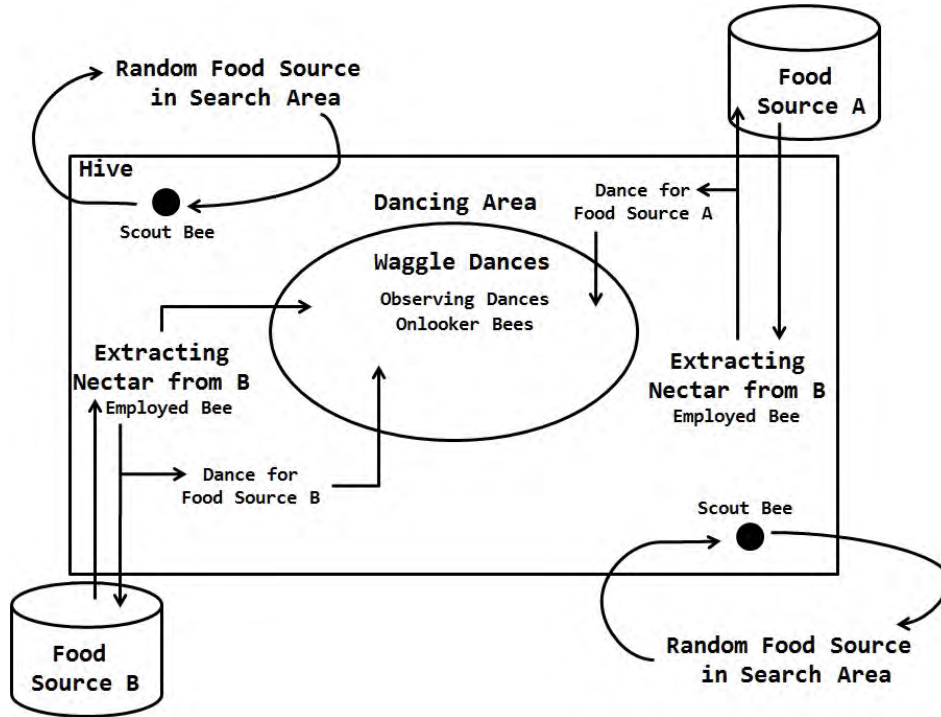 Random Food Source
in Search Area
Food
Source A
Hive
Scout Bee
Dance for
Food Source A
Dancing Area
Waggle Dances
Observing Dances
Onlooker Bees
Extracting
Nectar from B
Employed Bee
Extracting
Nectar from B
Employed Bee
Dance for
Food Source B
Scout Bee
Food
Source B
Random Food Source
in Search Area